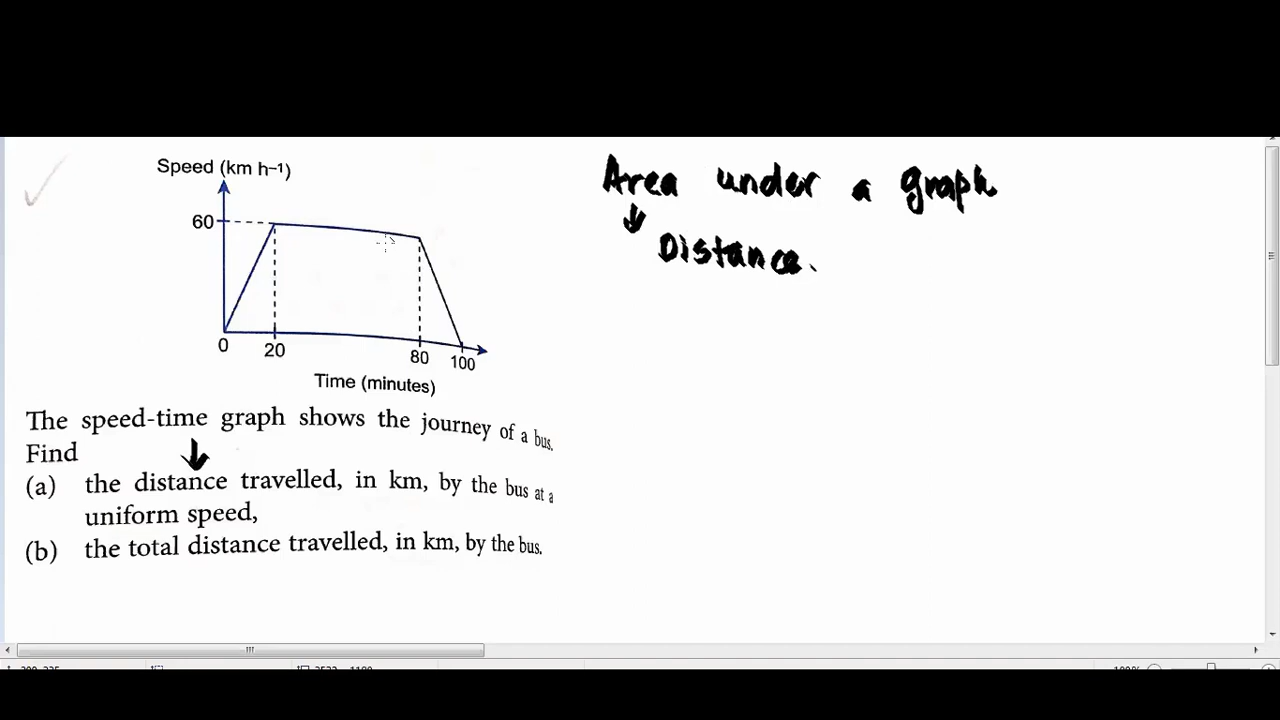 Speed (km h⁻¹)
60
0
20
80
100
Time (minutes)
The speed-time graph shows the journey of a bus.
Find
(a) the distance travelled, in km, by the bus at a
uniform speed,
(b) the total distance travelled, in km, by the bus.
Area under a graph
Distance.